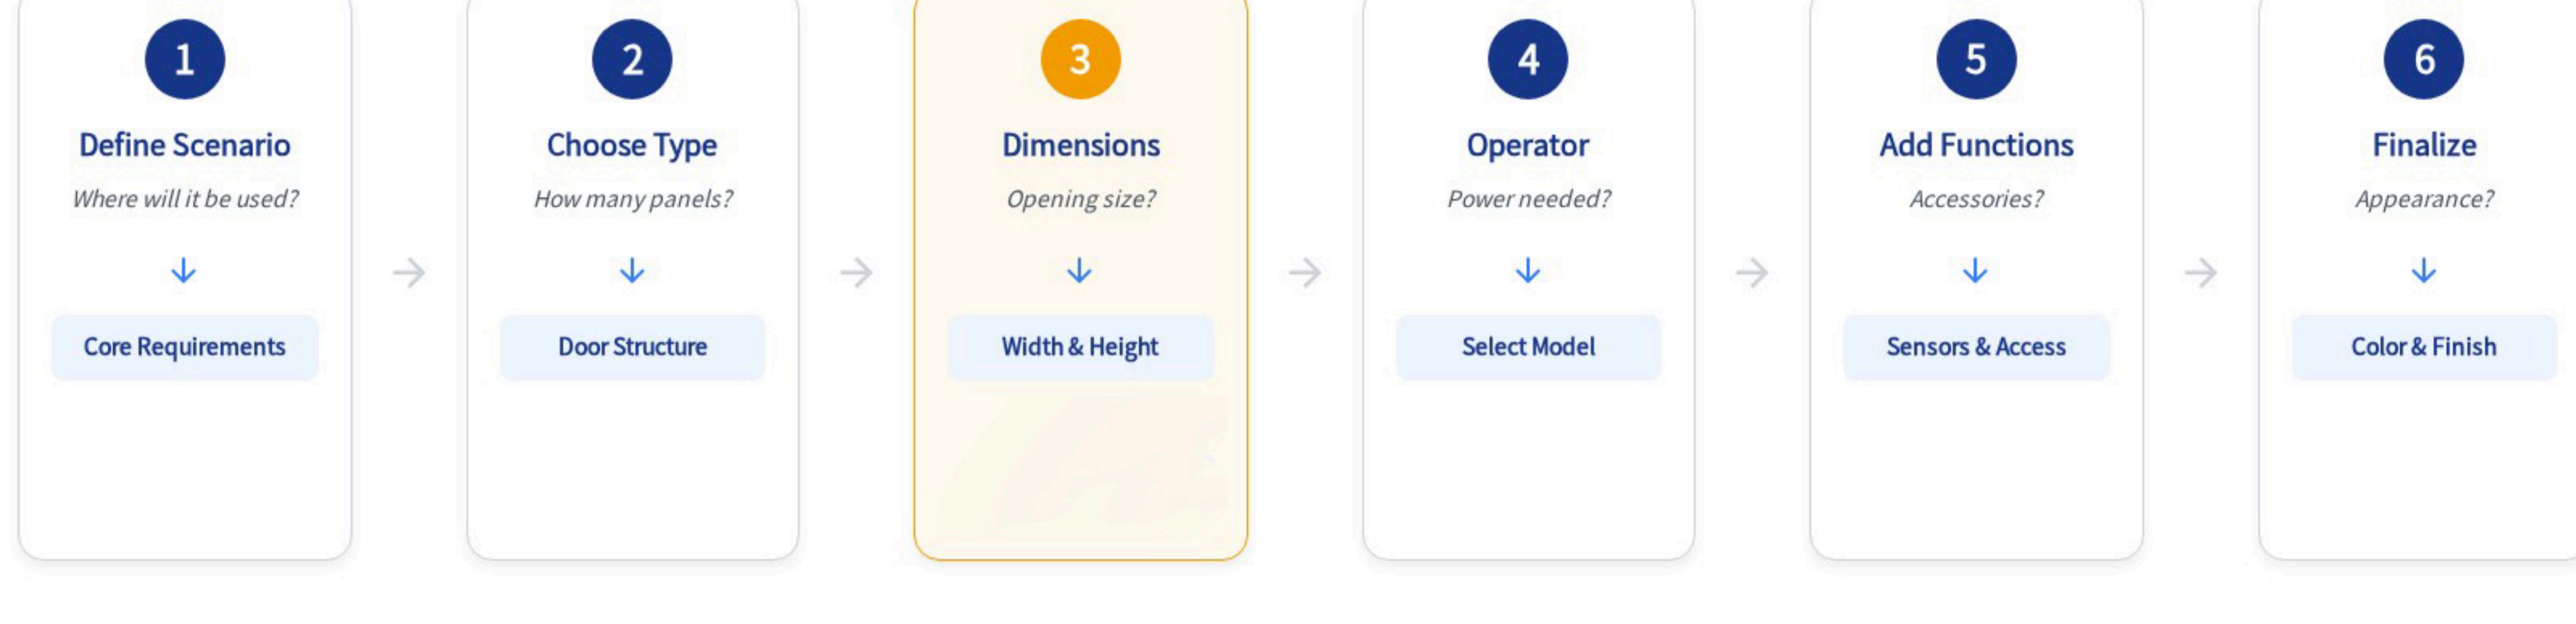 1
Define Scenario
Where will it be used?
Core Requirements
2
Choose Type
How many panels?
Door Structure
3
Dimensions
Opening size?
Width & Height
4
Operator
Power needed?
Select Model
5
Add Functions
Accessories?
Sensors & Access
6
Finalize
Appearance?
Color & Finish